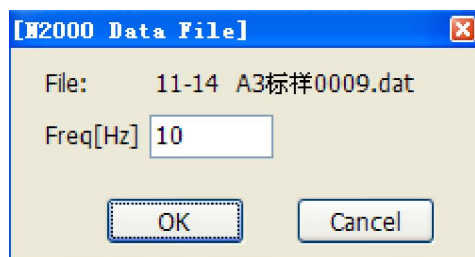 [N2000 Data File]
File: 11-14 A3标样0009.dat
Freq[Hz] 10
OK Cancel